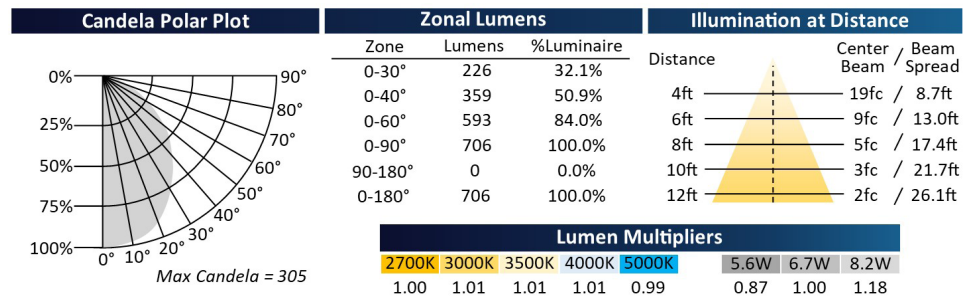 Candela Polar Plot
0%
25%
50%
75%
100%
0°
10°
20°
30°
40°
50°
60°
70°
80°
90°
Max Candela = 305
Zonal Lumens
Zone Lumens %Luminaire
0-30° 226 32.1%
0-40° 359 50.9%
0-60° 593 84.0%
0-90° 706 100.0%
90-180° 0 0.0%
0-180° 706 100.0%
Illumination at Distance
Distance Center Beam / Beam Spread
4ft 19fc / 8.7ft
6ft 9fc / 13.0ft
8ft 5fc / 17.4ft
10ft 3fc / 21.7ft
12ft 2fc / 26.1ft
Lumen Multipliers
2700K 3000K 3500K 4000K 5000K 5.6W 6.7W 8.2W
1.00 1.01 1.01 1.01 0.99 0.87 1.00 1.18